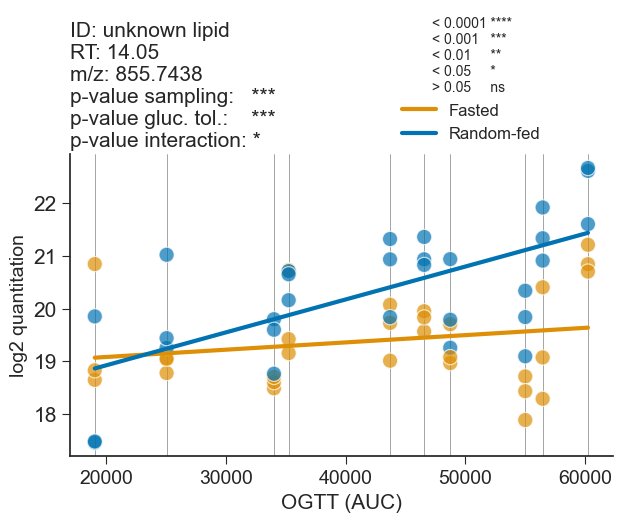 ID: unknown lipid
RT: 14.05
m/z: 855.7438
p-value sampling: ***
p-value gluc. tol.: ***
p-value interaction: *
< 0.0001 ****
< 0.001 ***
< 0.01 **
< 0.05 *
> 0.05 ns
Fasted
Random-fed
log2 quantitation
22
21
20
19
18
20000 30000 40000 50000 60000
OGTT (AUC)